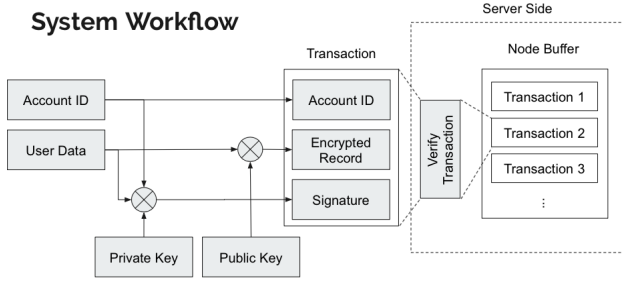 System Workflow
Server Side
Transaction
Node Buffer
Account ID
Account ID
Transaction 1
User Data
Encrypted
Record
Verify
Transaction
Transaction 2
Transaction 3
Signature
⋮
Private Key
Public Key